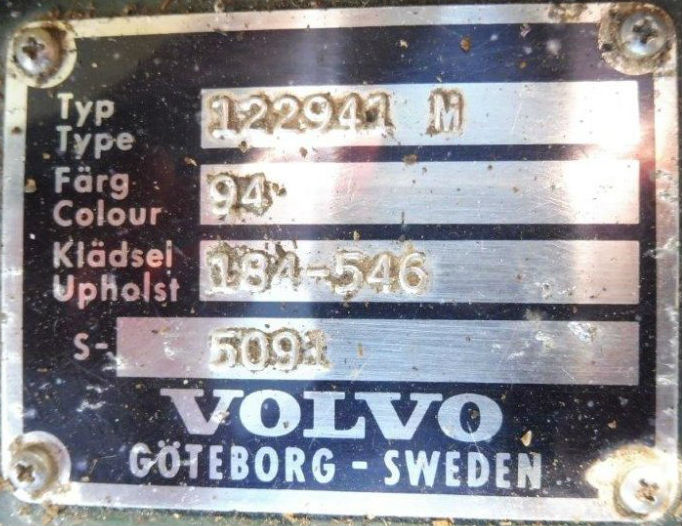 Typ
Type 122941 M
Färg
Colour 94
Klädsel
Upholst 184-546
S- 5091
VOLVO
GÖTEBORG - SWEDEN